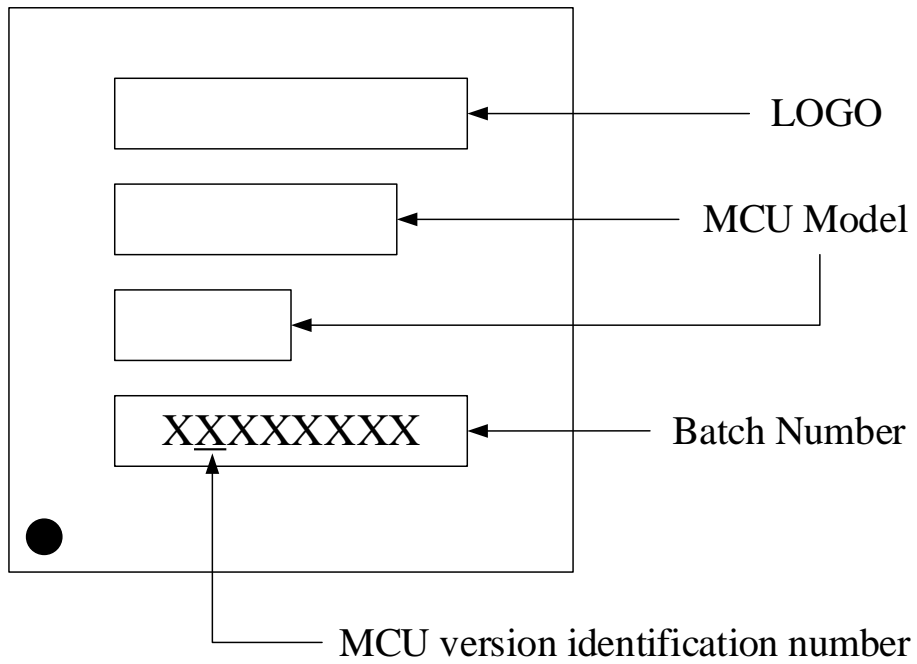 LOGO
MCU Model
XXXXXXXX
Batch Number
MCU version identification number